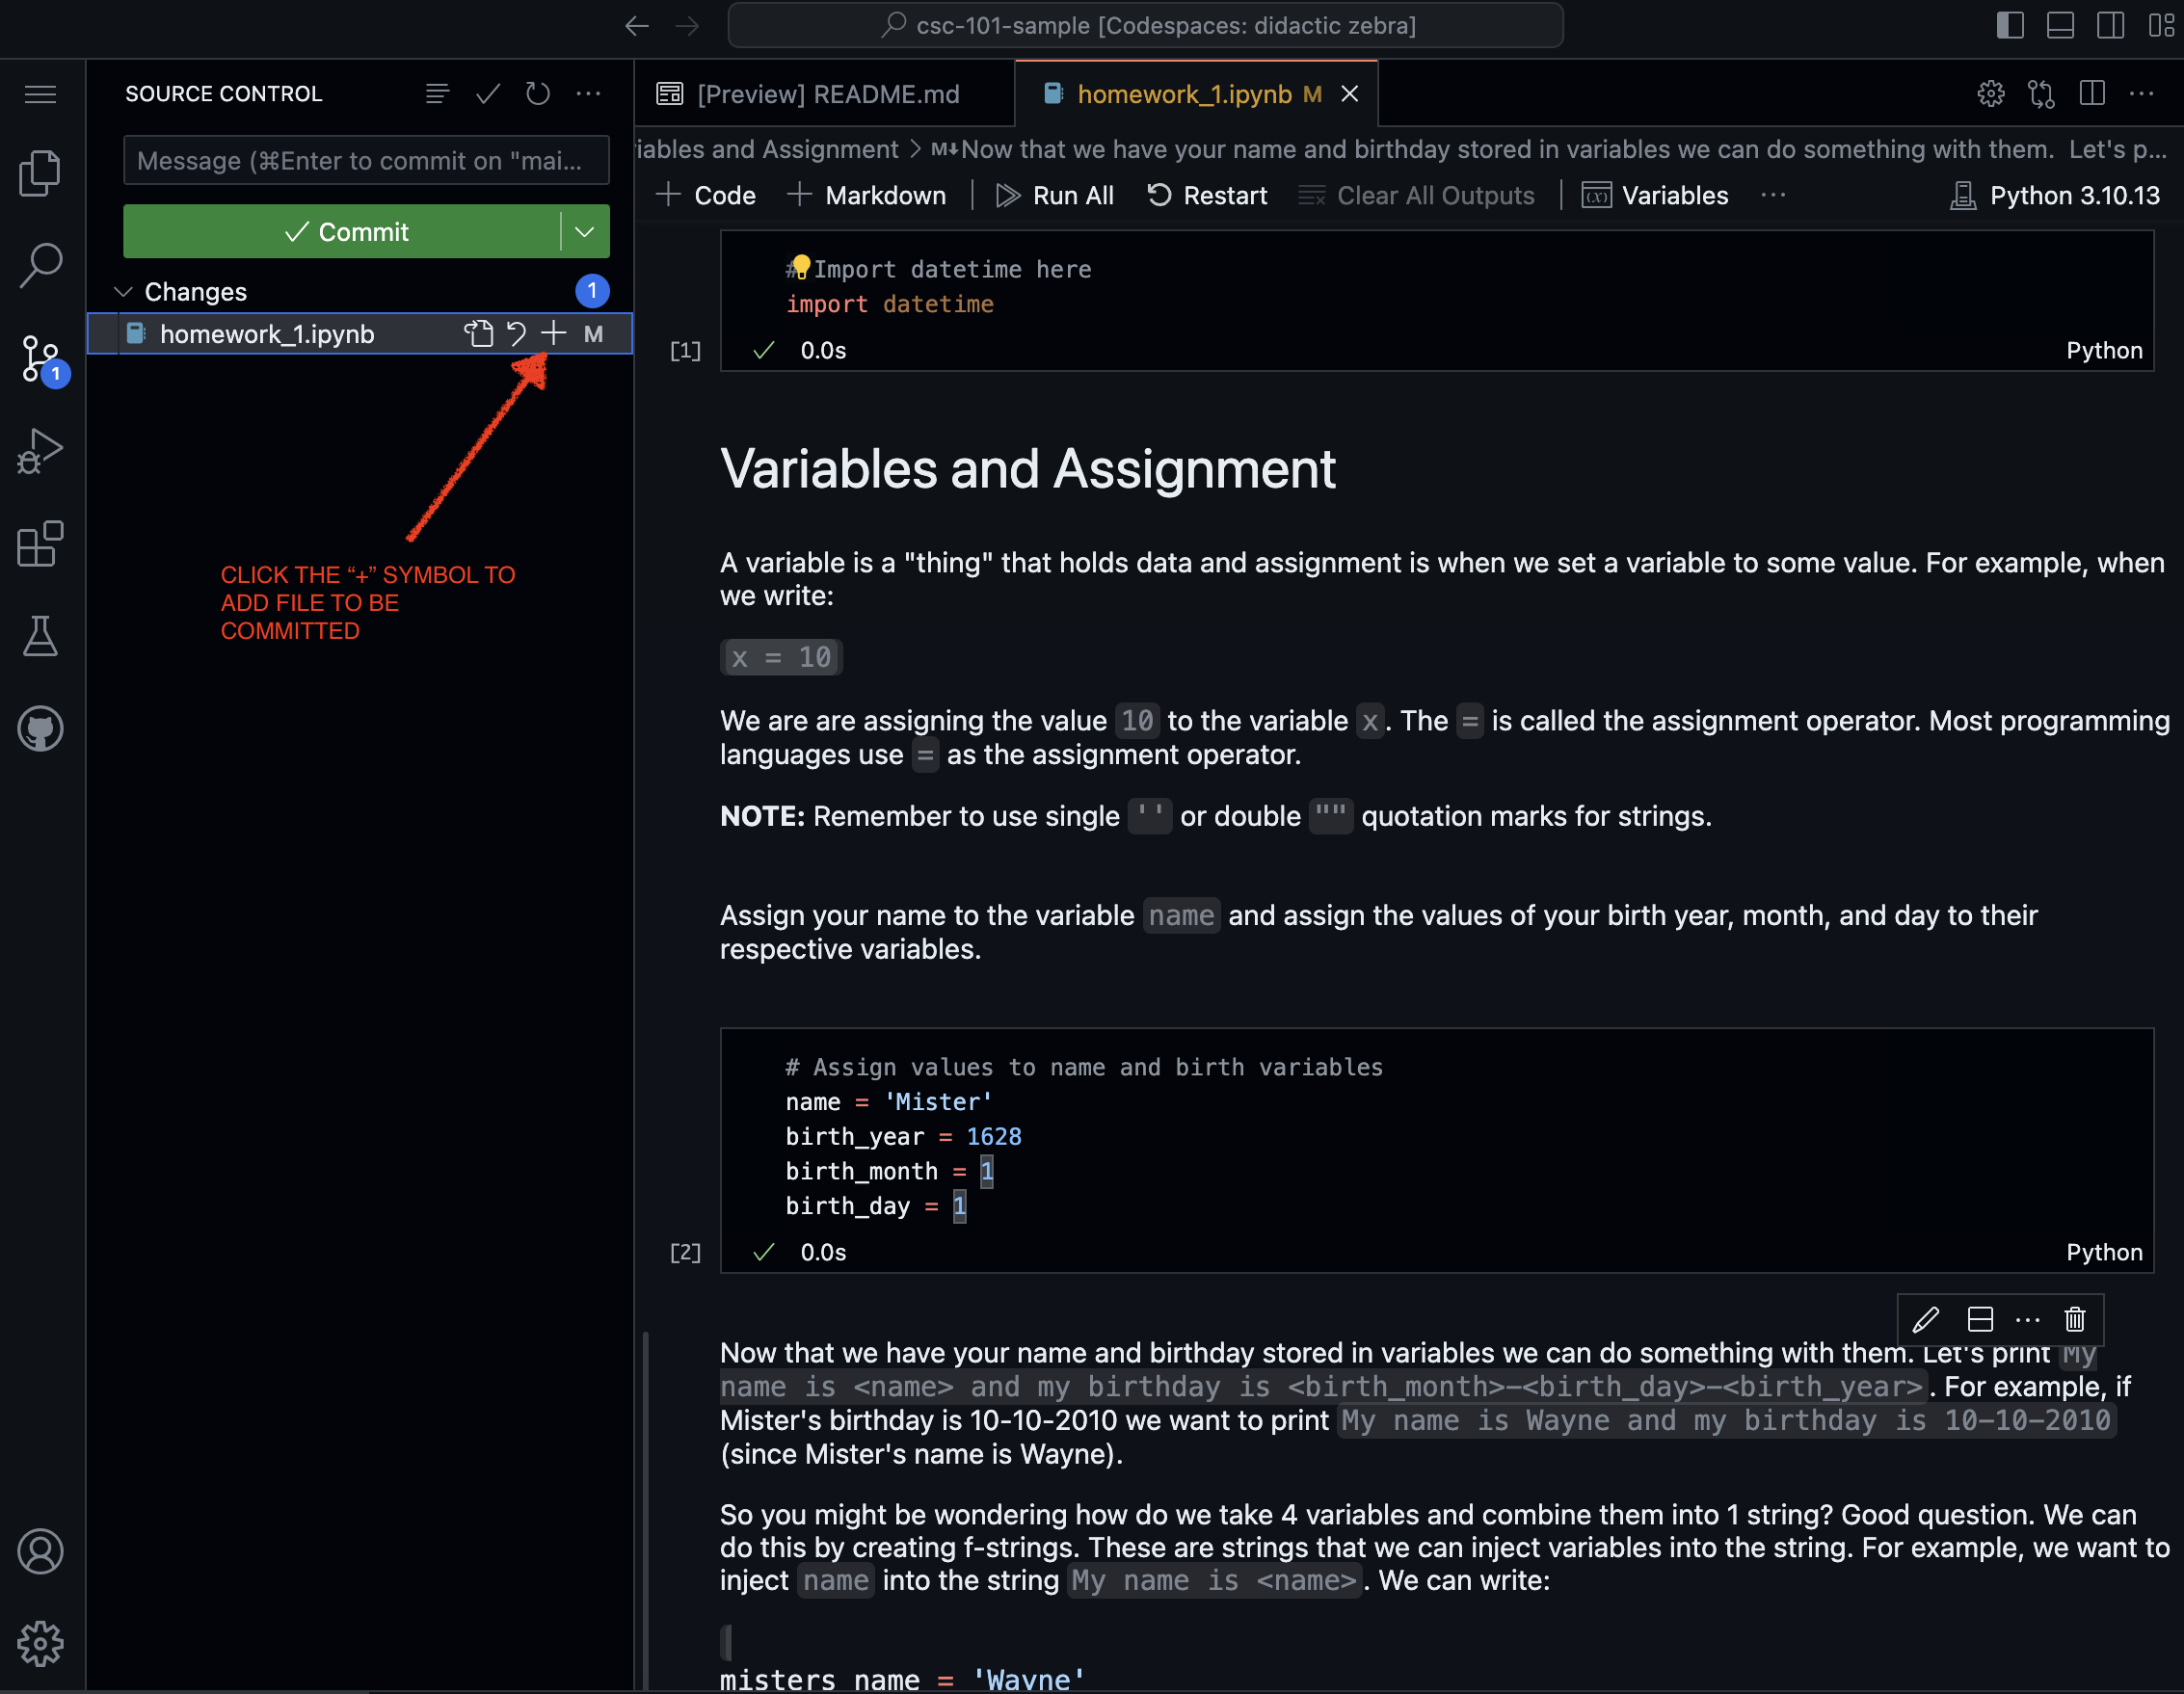 csc-101-sample [Codespaces: didactic zebra]
SOURCE CONTROL
Message (⌘Enter to commit on "mai...
Commit
Changes
1
homework_1.ipynb
M
1
CLICK THE “+” SYMBOL TO
ADD FILE TO BE
COMMITTED
[Preview] README.md
homework_1.ipynb M
iables and Assignment > M↓Now that we have your name and birthday stored in variables we can do something with them. Let's p...
+ Code + Markdown | Run All Restart Clear All Outputs | (x) Variables ... Python 3.10.13
# Import datetime here
import datetime
[1] ✓ 0.0s Python
Variables and Assignment
A variable is a "thing" that holds data and assignment is when we set a variable to some value. For example, when
we write:
x = 10
We are are assigning the value 10 to the variable x. The = is called the assignment operator. Most programming
languages use = as the assignment operator.
NOTE: Remember to use single '' or double "" quotation marks for strings.
Assign your name to the variable name and assign the values of your birth year, month, and day to their
respective variables.
# Assign values to name and birth variables
name = 'Mister'
birth_year = 1628
birth_month = 1
birth_day = 1
[2] ✓ 0.0s Python
Now that we have your name and birthday stored in variables we can do something with them. Let's print My
name is <name> and my birthday is <birth_month>-<birth_day>-<birth_year>. For example, if
Mister's birthday is 10-10-2010 we want to print My name is Wayne and my birthday is 10-10-2010
(since Mister's name is Wayne).
So you might be wondering how do we take 4 variables and combine them into 1 string? Good question. We can
do this by creating f-strings. These are strings that we can inject variables into the string. For example, we want to
inject name into the string My name is <name>. We can write:
misters_name = 'Wayne'